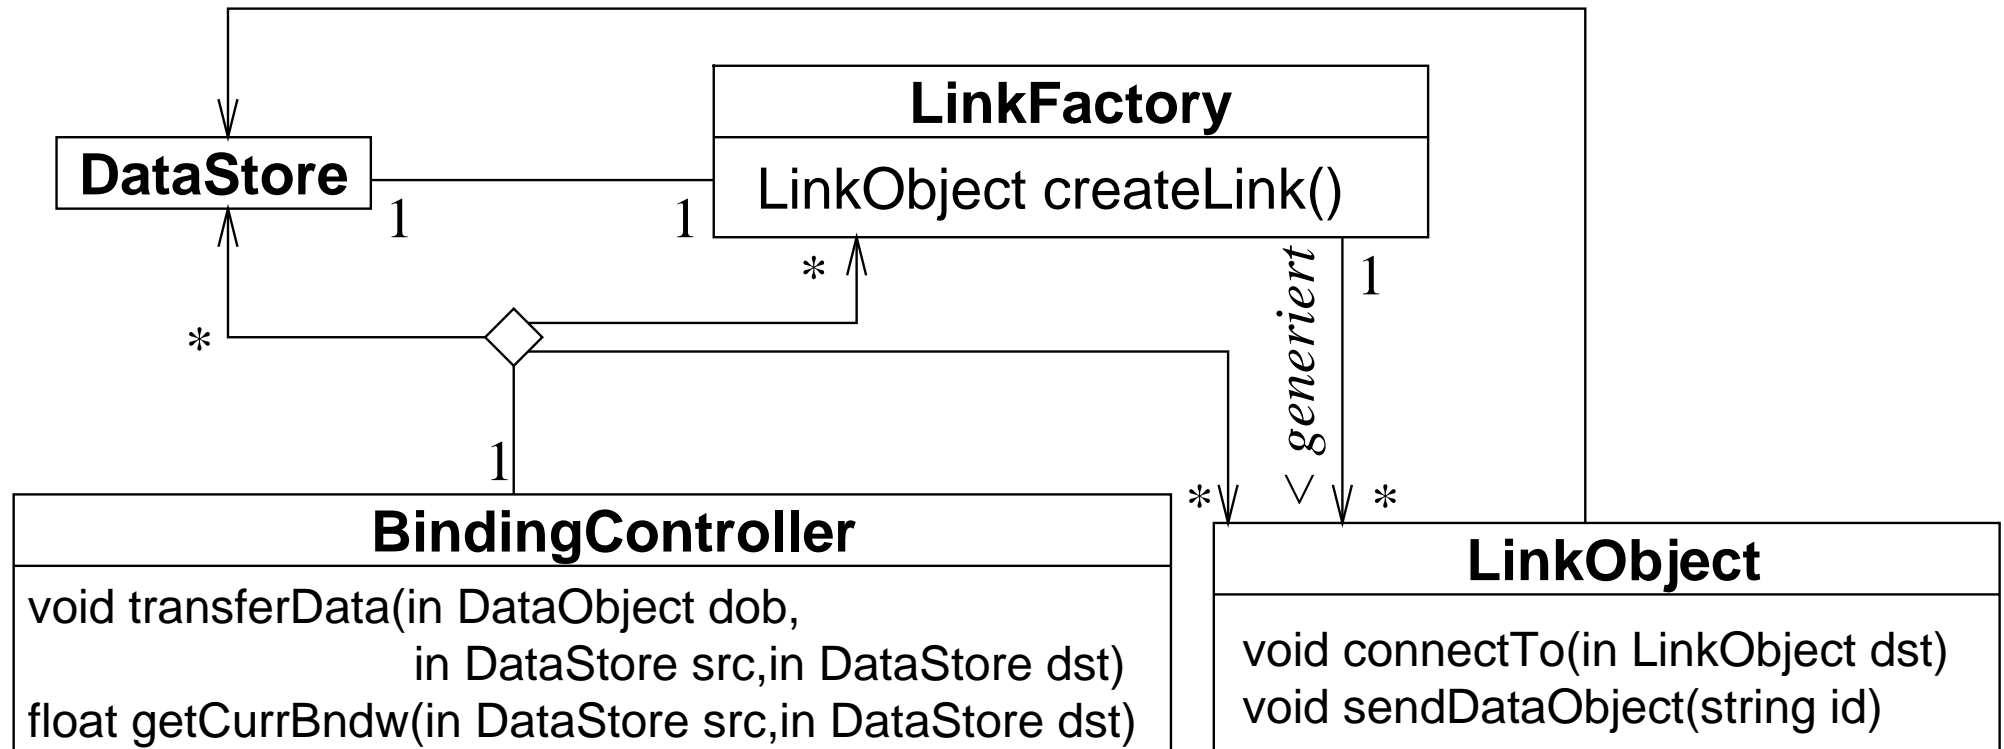 LinkFactory
DataStore
LinkObject createLink()
1
1
*
1
*
< generiert
1
*
*
BindingController
void transferData(in DataObject dob,
in DataStore src,in DataStore dst)
float getCurrBndw(in DataStore src,in DataStore dst)
LinkObject
void connectTo(in LinkObject dst)
void sendDataObject(string id)